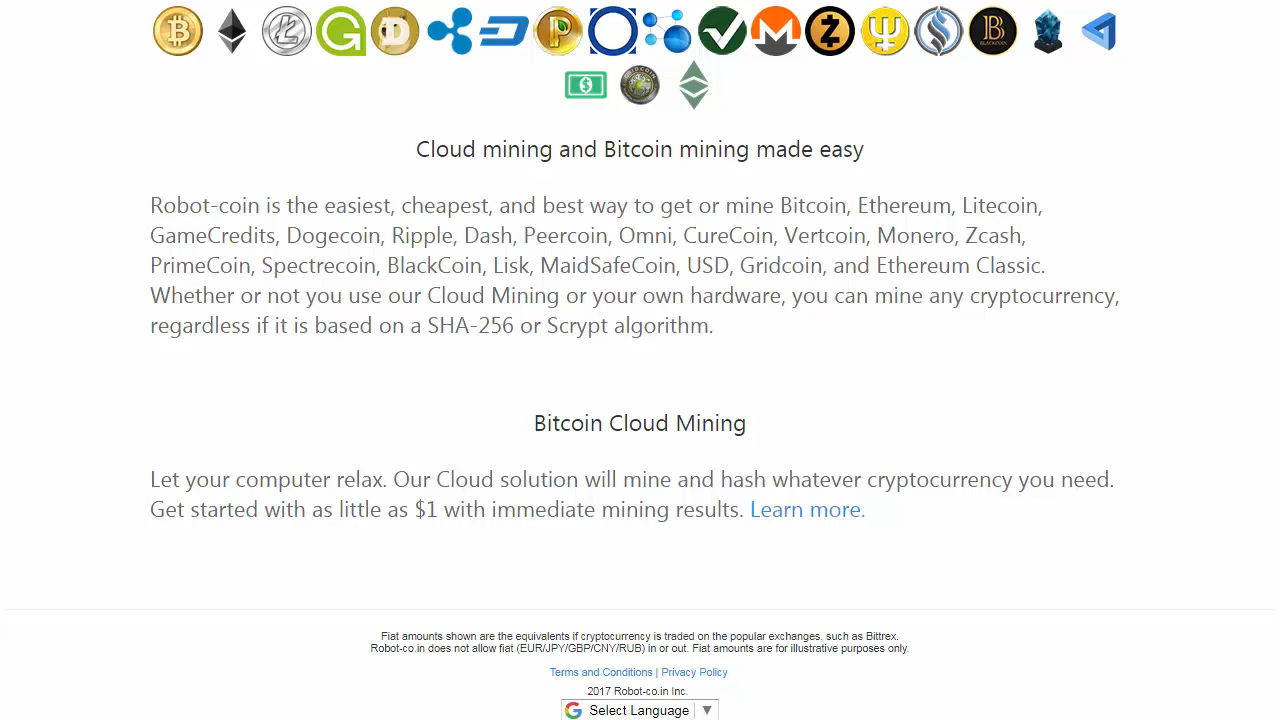 Cloud mining and Bitcoin mining made easy
Robot-coin is the easiest, cheapest, and best way to get or mine Bitcoin, Ethereum, Litecoin,
GameCredits, Dogecoin, Ripple, Dash, Peercoin, Omni, CureCoin, Vertcoin, Monero, Zcash,
PrimeCoin, Spectrecoin, BlackCoin, Lisk, MaidSafeCoin, USD, Gridcoin, and Ethereum Classic.
Whether or not you use our Cloud Mining or your own hardware, you can mine any cryptocurrency,
regardless if it is based on a SHA-256 or Scrypt algorithm.
Bitcoin Cloud Mining
Let your computer relax. Our Cloud solution will mine and hash whatever cryptocurrency you need.
Get started with as little as $1 with immediate mining results. Learn more.
Fiat amounts shown are the equivalents if cryptocurrency is traded on the popular exchanges, such as Bittrex.
Robot-co.in does not allow fiat (EUR/JPY/GBP/CNY/RUB) in or out. Fiat amounts are for illustrative purposes only.
Terms and Conditions | Privacy Policy
2017 Robot-co.in Inc.
Select Language